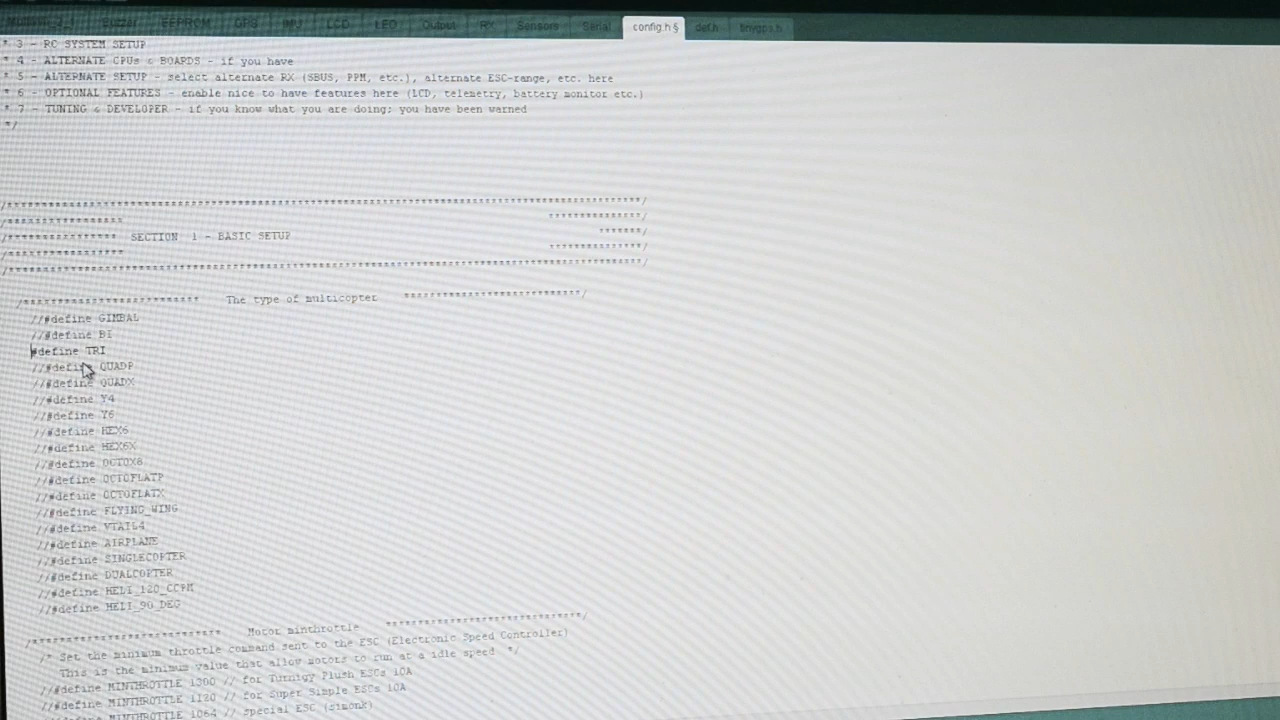 Buzzer EEPROM GPS IMU LCD LED Output RX Sensors Serial config.h § def.h tinygps.h
* 3 - RC SYSTEM SETUP
* 4 - ALTERNATE CPUs & BOARDS - if you have
* 5 - ALTERNATE SETUP - select alternate RX (SBUS, PPM, etc.), alternate ESC-range, etc. here
* 6 - OPTIONAL FEATURES - enable nice to have features here (LCD, telemetry, battery monitor etc.)
* 7 - TUNING & DEVELOPER - if you know what you are doing; you have been warned
*/
SECTION 1 - BASIC SETUP
The type of multicopter
//#define GIMBAL
//#define BI
#define TRI
//#define QUADP
//#define QUADX
//#define Y4
//#define Y6
//#define HEX6
//#define HEX6X
//#define OCTOX8
//#define OCTOFLATP
//#define OCTOFLATX
//#define FLYING_WING
//#define VTAIL4
//#define AIRPLANE
//#define SINGLECOPTER
//#define DUALCOPTER
//#define HELI_120_CCPM
//#define HELI_90_DEG
Motor minthrottle
/* Set the minimum throttle command sent to the ESC (Electronic Speed Controller)
This is the minimum value that allow motors to run at a idle speed */
//#define MINTHROTTLE 1300 // for Turnigy Plush ESCs 10A
//#define MINTHROTTLE 1120 // for Super Simple ESCs 10A
//#define MINTHROTTLE 1064 // special ESC (simonk)